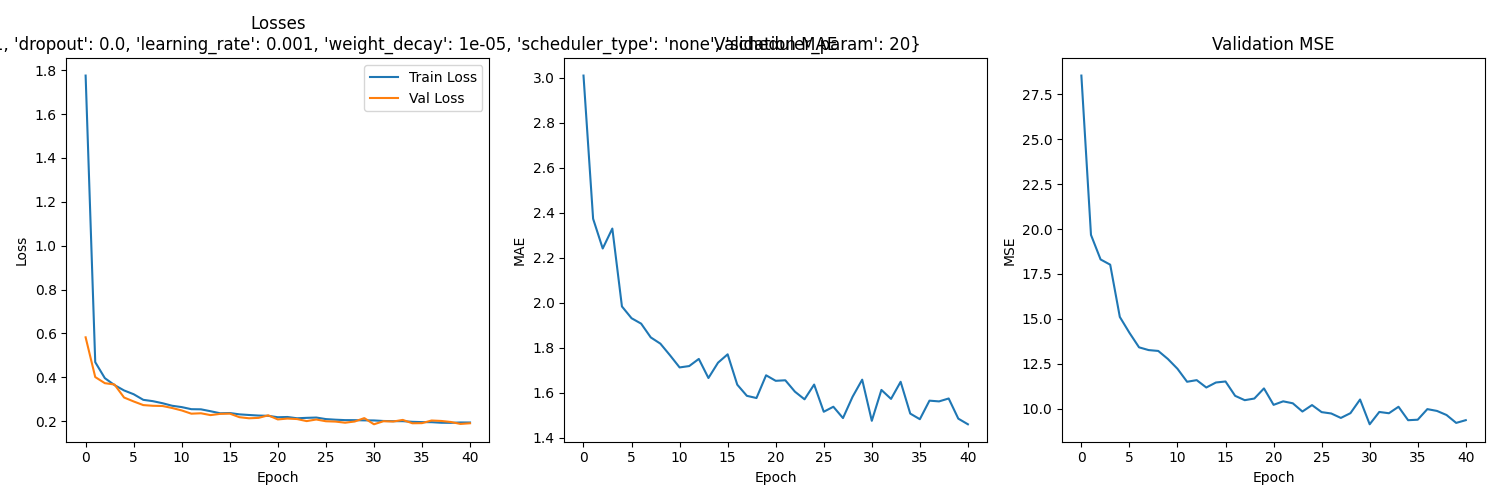 Losses
, 'dropout': 0.0, 'learning_rate': 0.001, 'weight_decay': 1e-05, 'scheduler_type': 'none', 'scheduler_param': 20}
Validation MAE
Validation MSE
1.8
1.6
1.4
1.2
1.0
0.8
0.6
0.4
0.2
Loss
Train Loss
Val Loss
0 5 10 15 20 25 30 35 40
Epoch
3.0
2.8
2.6
2.4
2.2
2.0
1.8
1.6
1.4
MAE
0 5 10 15 20 25 30 35 40
Epoch
27.5
25.0
22.5
20.0
17.5
15.0
12.5
10.0
MSE
0 5 10 15 20 25 30 35 40
Epoch